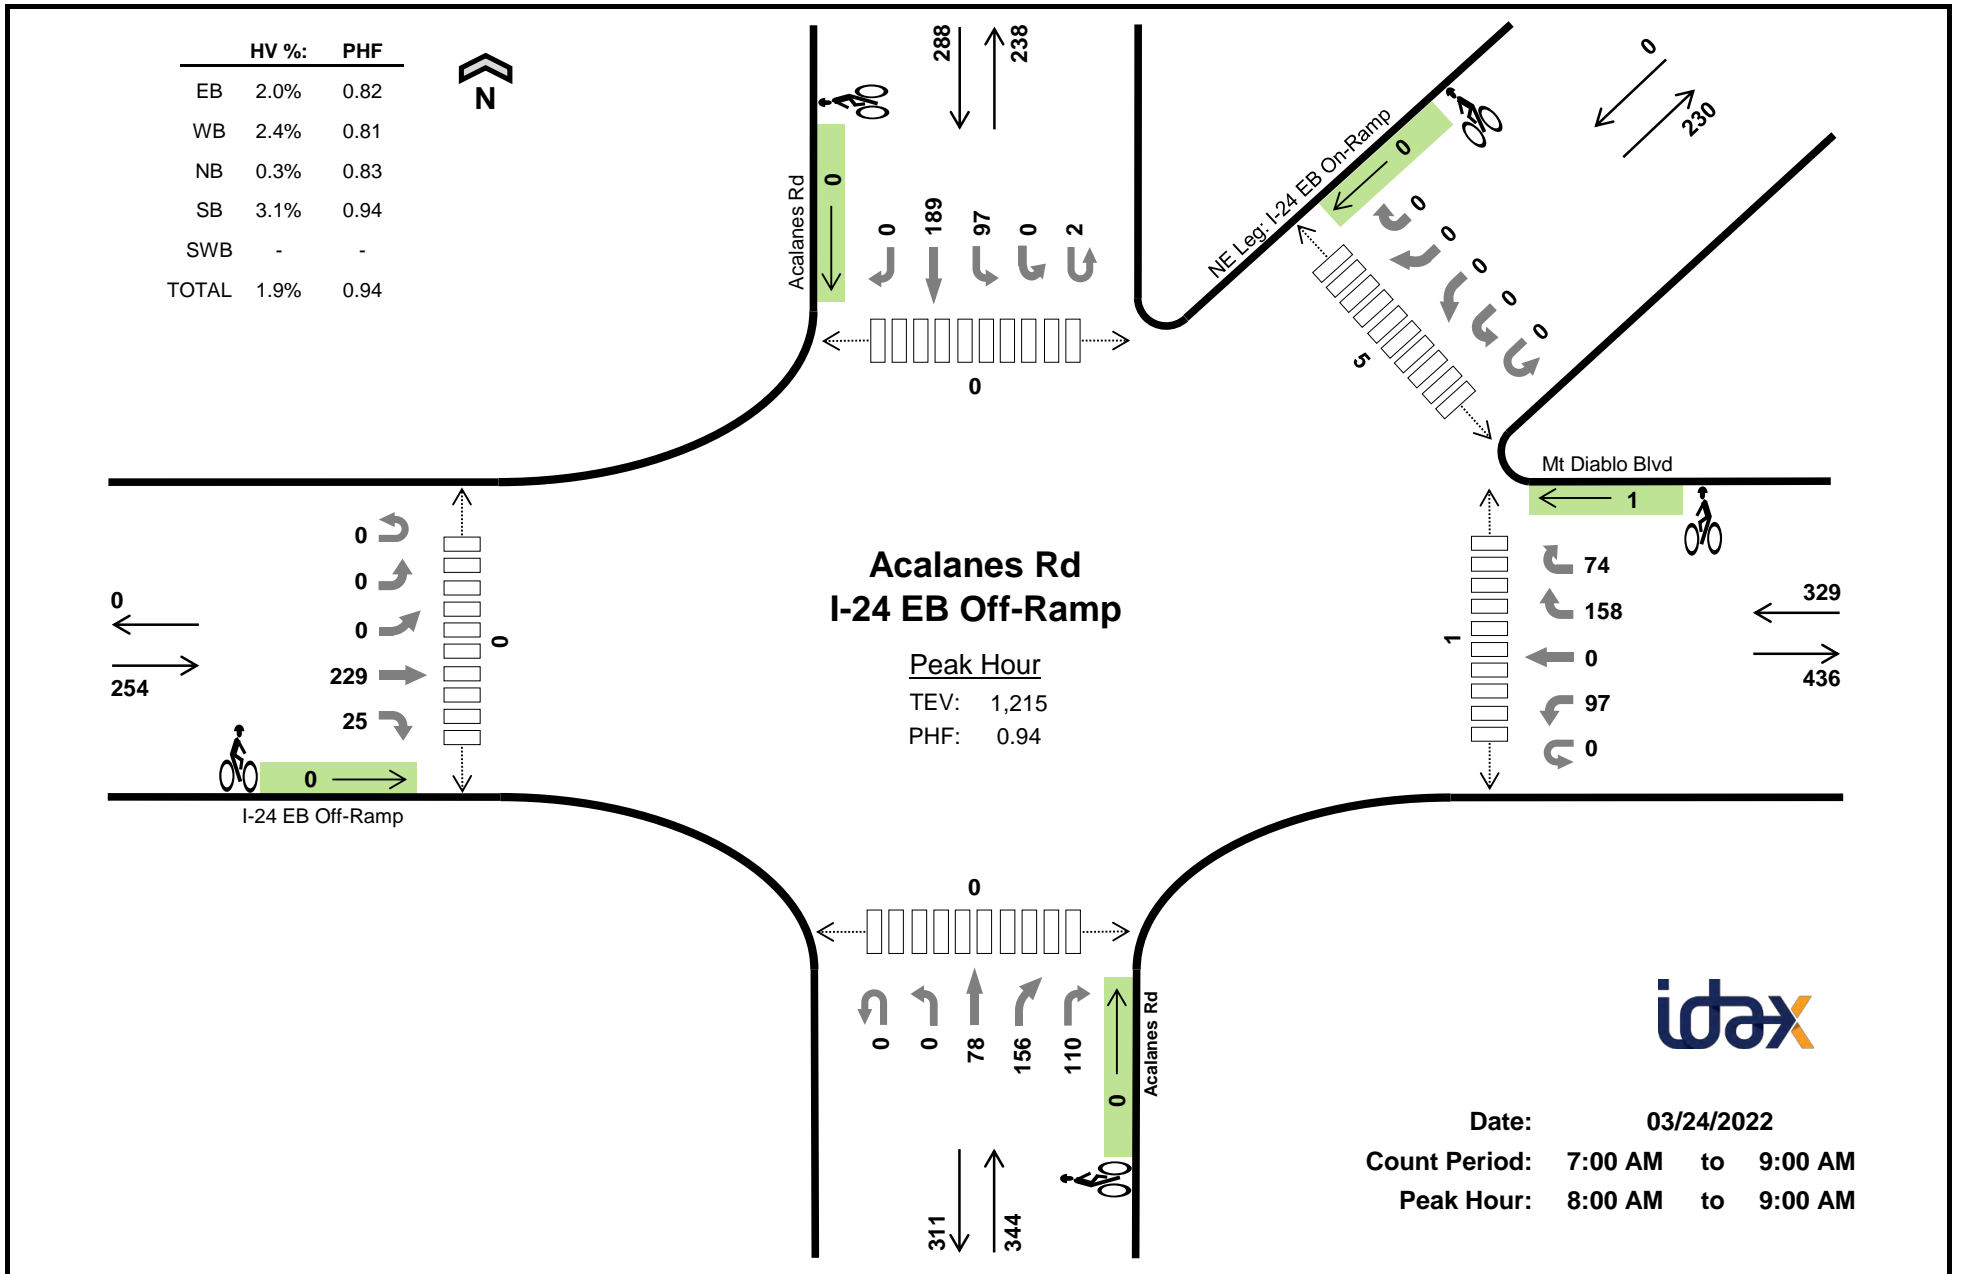 HV %: PHF
EB 2.0% 0.82
WB 2.4% 0.81
NB 0.3% 0.83
SB 3.1% 0.94
SWB - -
TOTAL 1.9% 0.94
N
288
238
Acalanes Rd
0
0
189
97
0
2
0
0
230
NE Leg: I-24 EB On-Ramp
0
0
0
0
0
0
5
Mt Diablo Blvd
1
74
158
0
97
0
1
329
436
0
254
0
0
0
229
25
0
0
I-24 EB Off-Ramp
Acalanes Rd
I-24 EB Off-Ramp
Peak Hour
TEV: 1,215
PHF: 0.94
0
0
0
78
156
110
0
Acalanes Rd
311
344
idax
Date: 03/24/2022
Count Period: 7:00 AM to 9:00 AM
Peak Hour: 8:00 AM to 9:00 AM